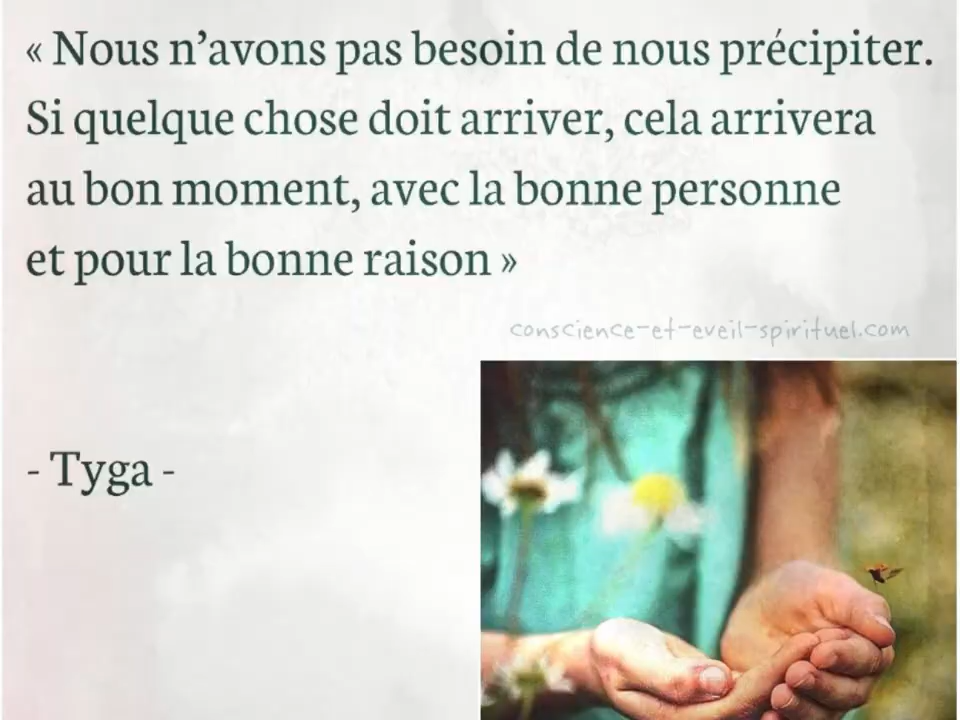 « Nous n’avons pas besoin de nous précipiter.
Si quelque chose doit arriver, cela arrivera
au bon moment, avec la bonne personne
et pour la bonne raison »
conscience-et-eveil-spirituel.com
- Tyga -